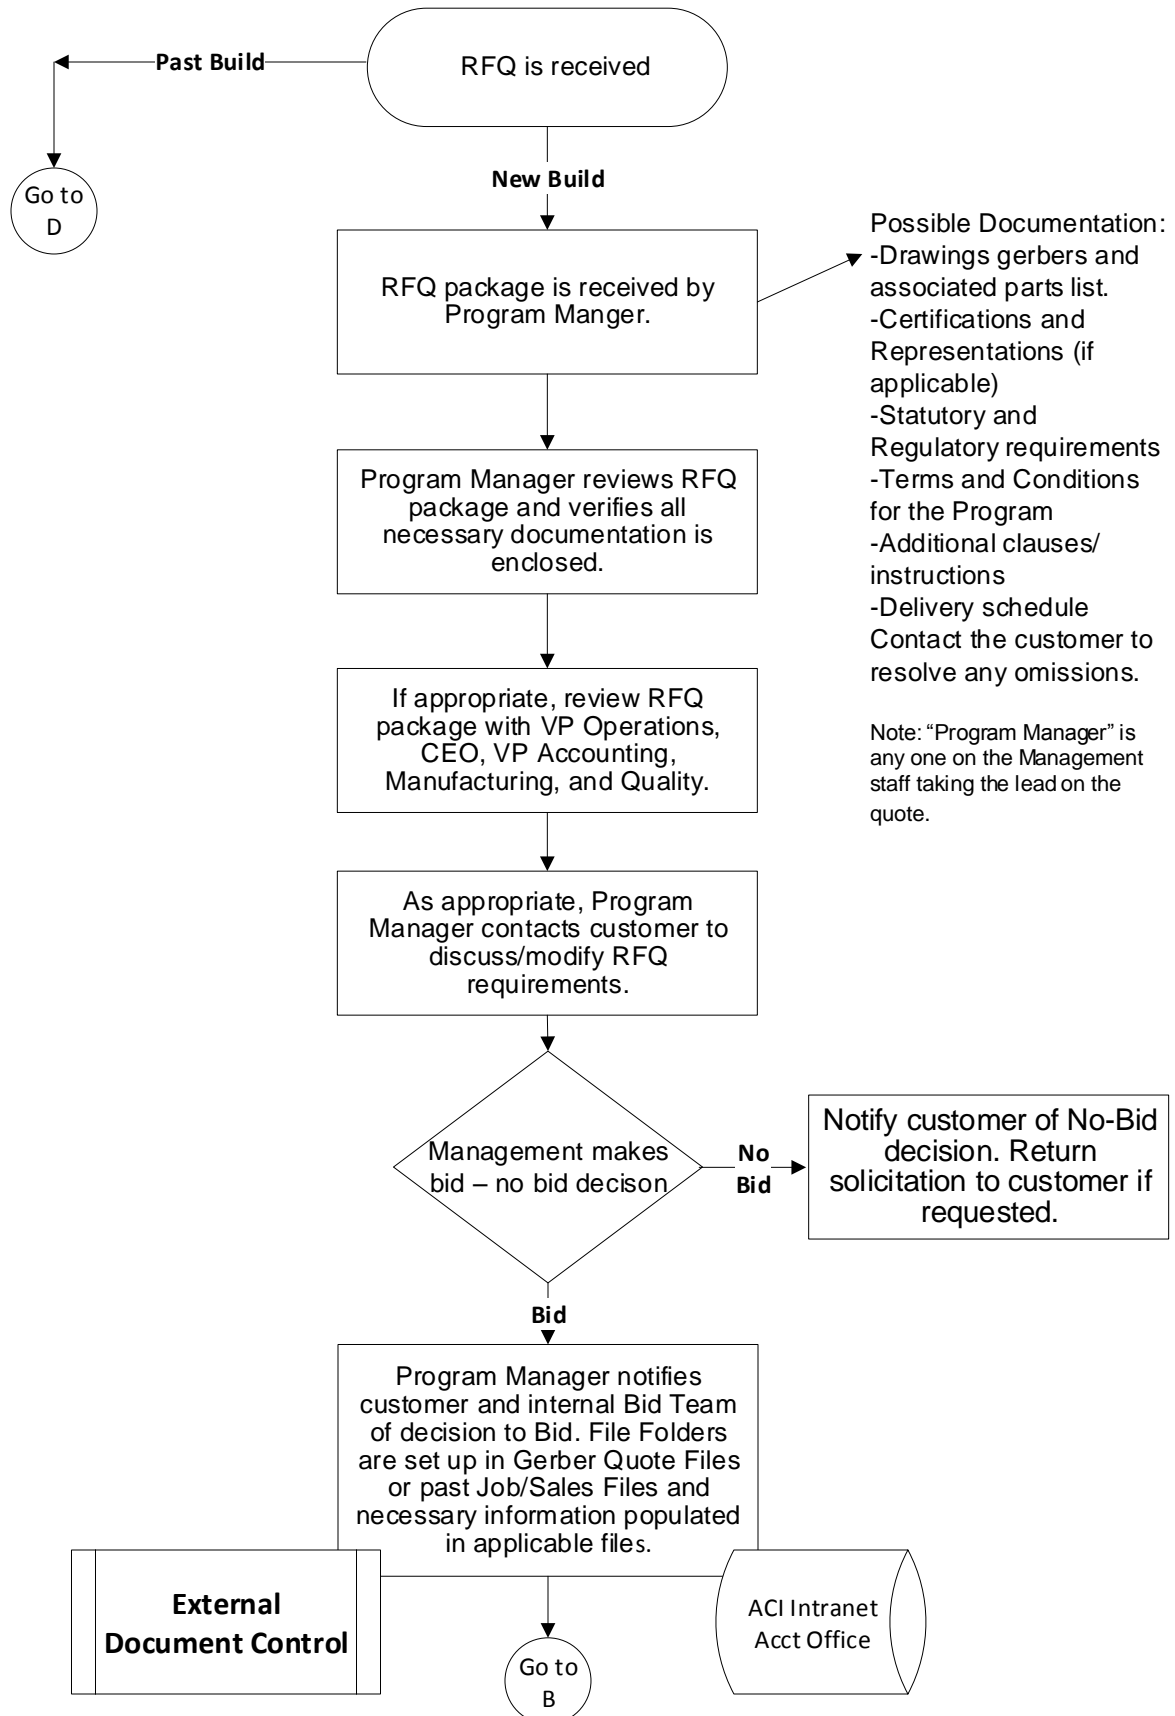 Past Build
RFQ is received
Go to
D
New Build
RFQ package is received by
Program Manger.
Possible Documentation:
-Drawings gerbers and
associated parts list.
-Certifications and
Representations (if
applicable)
-Statutory and
Regulatory requirements
-Terms and Conditions
for the Program
-Additional clauses/
instructions
-Delivery schedule
Contact the customer to
resolve any omissions.
Note: “Program Manager” is
any one on the Management
staff taking the lead on the
quote.
Program Manager reviews RFQ
package and verifies all
necessary documentation is
enclosed.
If appropriate, review RFQ
package with VP Operations,
CEO, VP Accounting,
Manufacturing, and Quality.
As appropriate, Program
Manager contacts customer to
discuss/modify RFQ
requirements.
Management makes
bid – no bid decison
No
Bid
Notify customer of No-Bid
decision. Return
solicitation to customer if
requested.
Bid
Program Manager notifies
customer and internal Bid Team
of decision to Bid. File Folders
are set up in Gerber Quote Files
or past Job/Sales Files and
necessary information populated
in applicable files.
External
Document Control
ACI Intranet
Acct Office
Go to
B